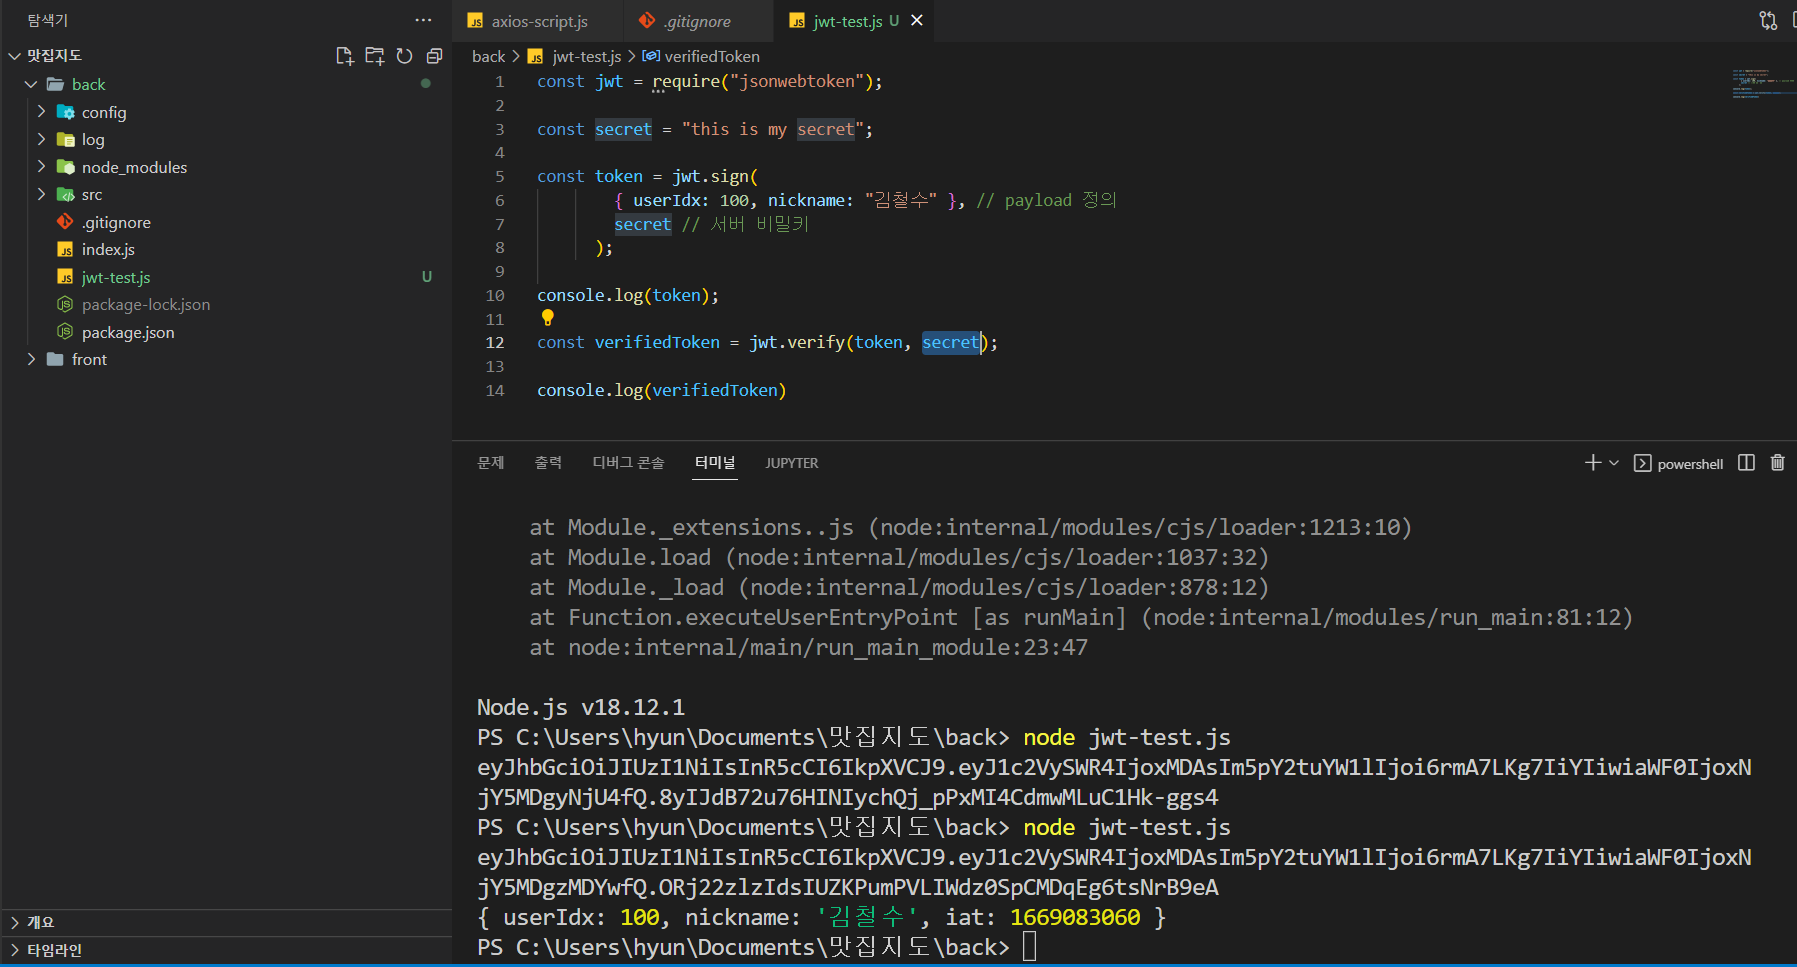 탐색기
맛집지도
back
config
log
node_modules
src
.gitignore
index.js
jwt-test.js U
package-lock.json
package.json
front
개요
타임라인
JS axios-script.js
.gitignore
JS jwt-test.js U
back > JS jwt-test.js > verifiedToken
1 const jwt = require("jsonwebtoken");
2
3 const secret = "this is my secret";
4
5 const token = jwt.sign(
6 { userIdx: 100, nickname: "김철수" }, // payload 정의
7 secret // 서버 비밀키
8 );
9
10 console.log(token);
11
12 const verifiedToken = jwt.verify(token, secret);
13
14 console.log(verifiedToken)
문제 출력 디버그 콘솔 터미널 JUPYTER
powershell
at Module._extensions..js (node:internal/modules/cjs/loader:1213:10)
at Module.load (node:internal/modules/cjs/loader:1037:32)
at Module._load (node:internal/modules/cjs/loader:878:12)
at Function.executeUserEntryPoint [as runMain] (node:internal/modules/run_main:81:12)
at node:internal/main/run_main_module:23:47
Node.js v18.12.1
PS C:\Users\hyun\Documents\맛집지도\back> node jwt-test.js
eyJhbGciOiJIUzI1NiIsInR5cCI6IkpXVCJ9.eyJ1c2VySWR4IjoxMDAsIm5pY2tuYW1lIjoi6rmA7LKg7IiYIiwiaWF0IjoxN
jY5MDgyNjU4fQ.8yIJdB72u76HINIychQj_pPxMI4CdmwMLuC1Hk-ggs4
PS C:\Users\hyun\Documents\맛집지도\back> node jwt-test.js
eyJhbGciOiJIUzI1NiIsInR5cCI6IkpXVCJ9.eyJ1c2VySWR4IjoxMDAsIm5pY2tuYW1lIjoi6rmA7LKg7IiYIiwiaWF0IjoxN
jY5MDgzMDYwfQ.ORj22zlzIdsIUZKPumPVLIWdz0SpCMDqEg6tsNrB9eA
{ userIdx: 100, nickname: '김철수', iat: 1669083060 }
PS C:\Users\hyun\Documents\맛집지도\back>